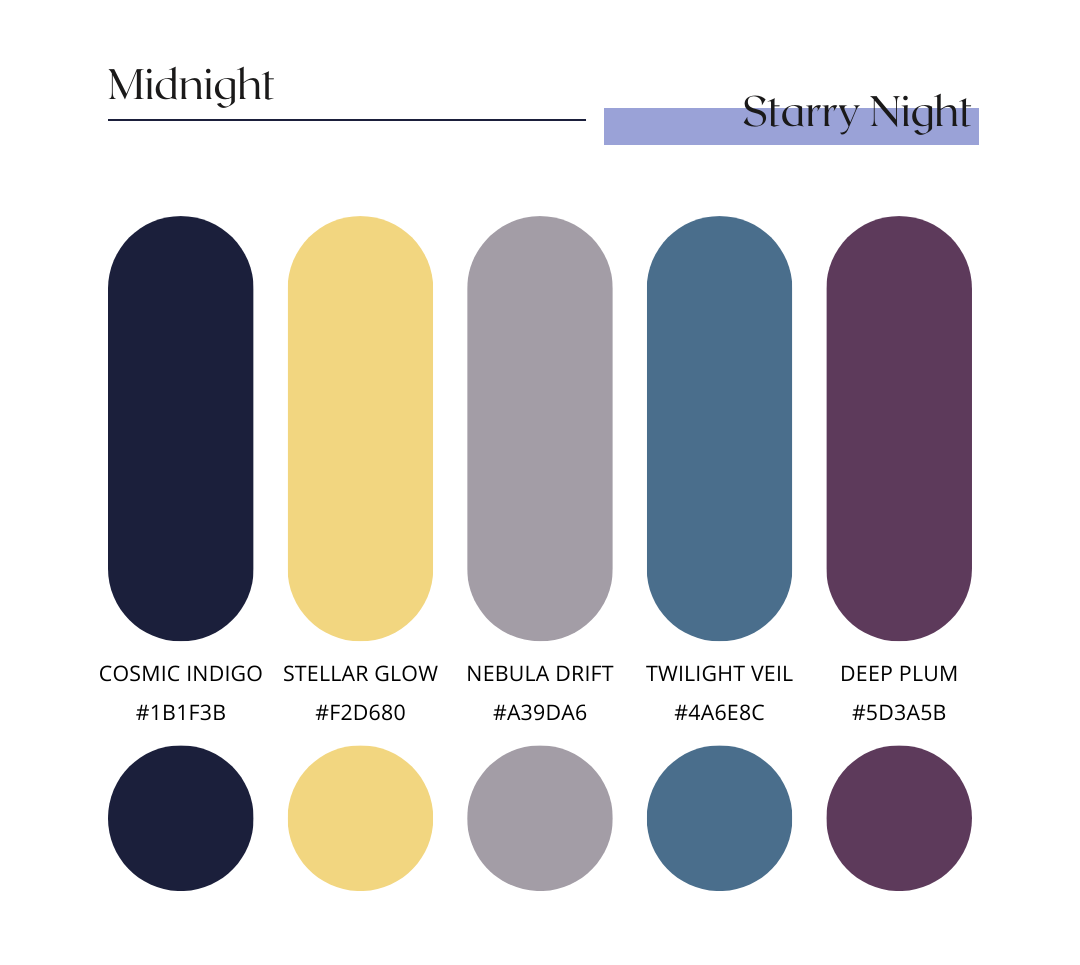 Midnight
Starry Night
COSMIC INDIGO STELLAR GLOW NEBULA DRIFT TWILIGHT VEIL DEEP PLUM
#1B1F3B #F2D680 #A39DA6 #4A6E8C #5D3A5B